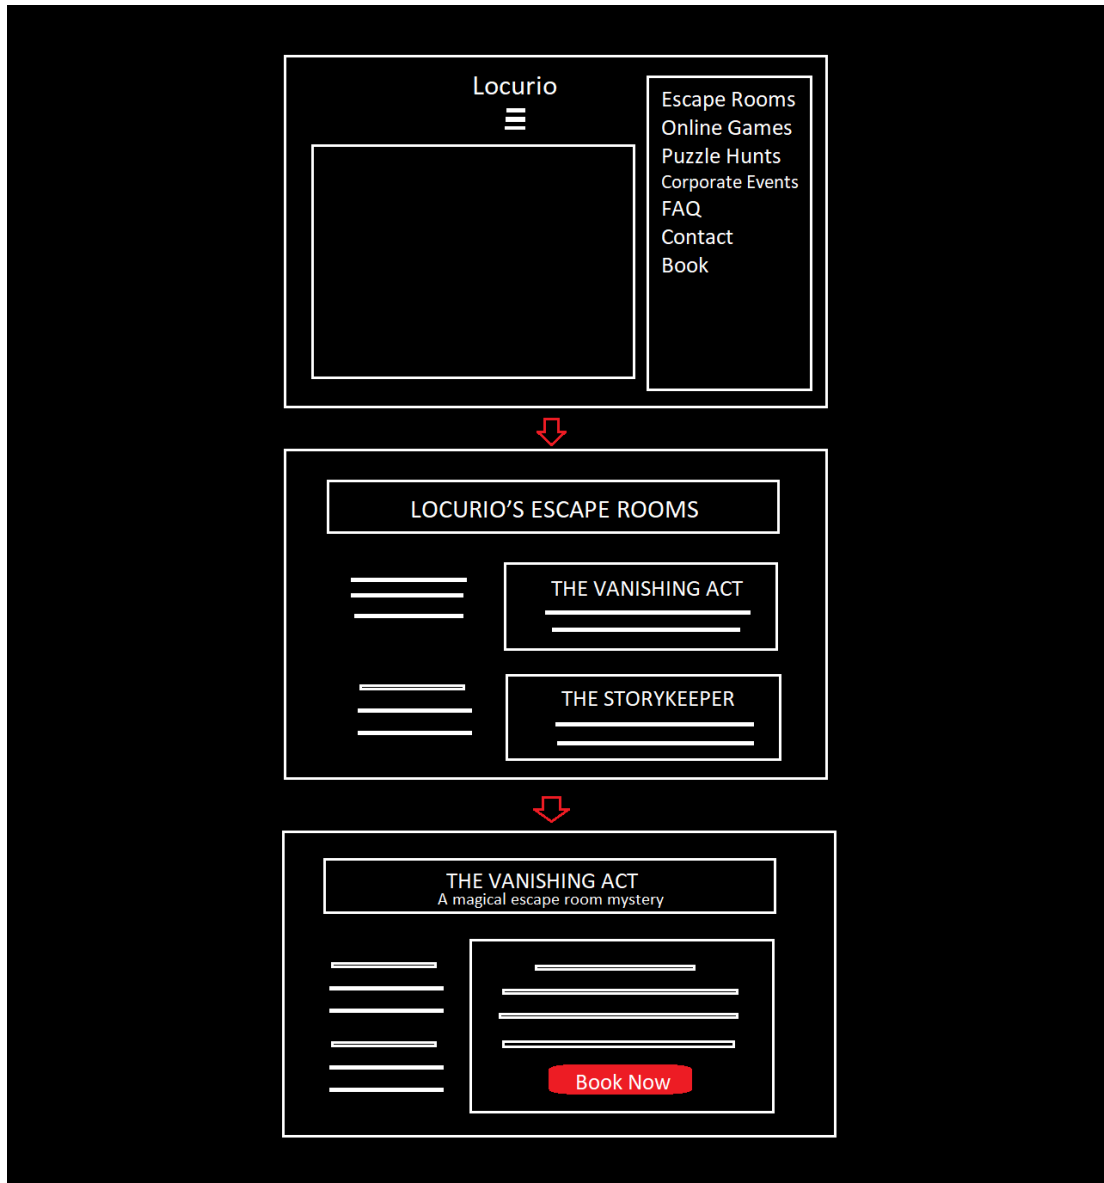 Locurio
Escape Rooms
Online Games
Puzzle Hunts
Corporate Events
FAQ
Contact
Book
LOCURIO’S ESCAPE ROOMS
THE VANISHING ACT
THE STORYKEEPER
THE VANISHING ACT
A magical escape room mystery
Book Now